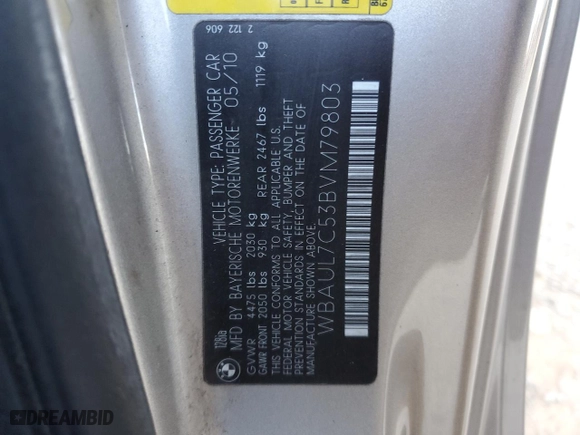 2 122 606
128ia
VEHICLE TYPE: PASSENGER CAR
MFD BY BAYERISCHE MOTORENWERKE 05/10
GVWR 4475 lbs 2030 kg
GAWR FRONT 2050 lbs 930 kg REAR 2467 lbs 1119 kg
THIS VEHICLE CONFORMS TO ALL APPLICABLE U.S.
FEDERAL MOTOR VEHICLE SAFETY, BUMPER AND THEFT
PREVENTION STANDARDS IN EFFECT ON THE DATE OF
MANUFACTURE SHOWN ABOVE.
WBAUL7C53BVM79803
DREAMBID